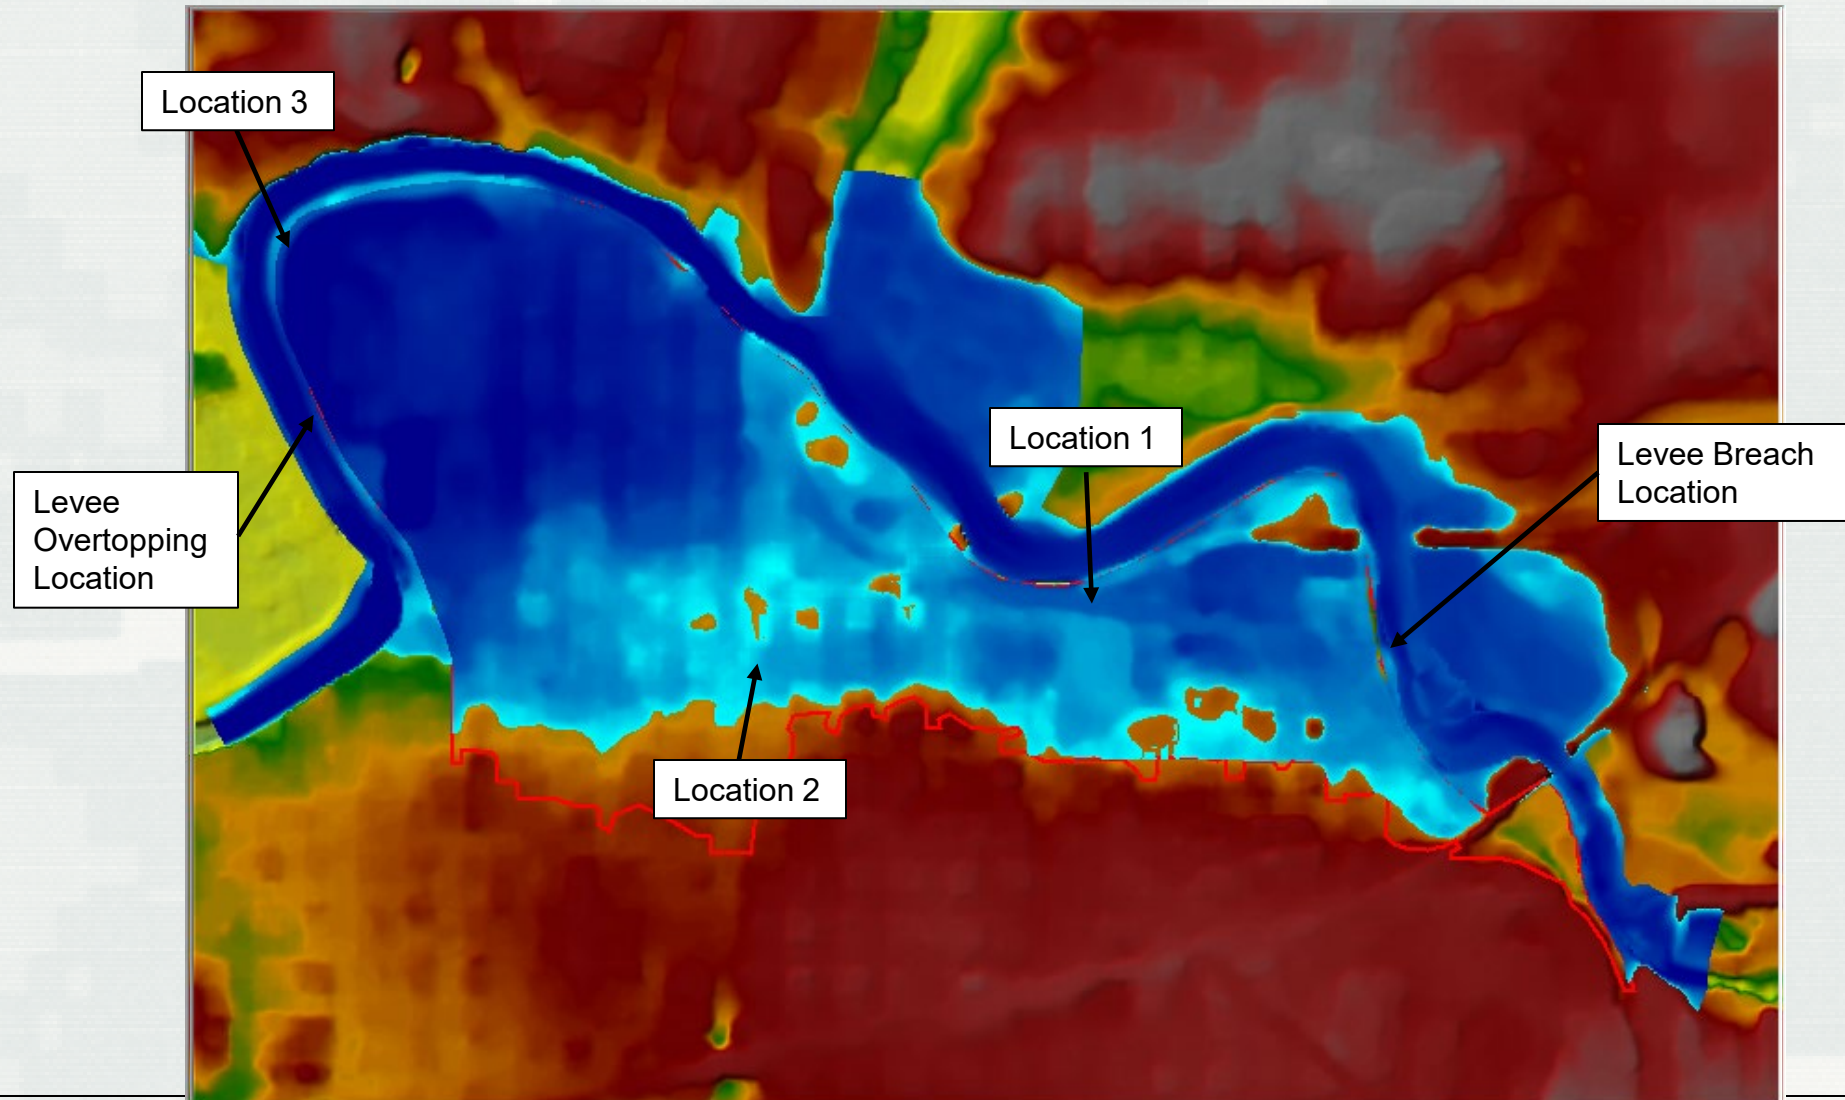 Location 3
Location 1
Levee Breach
Location
Levee
Overtopping
Location
Location 2